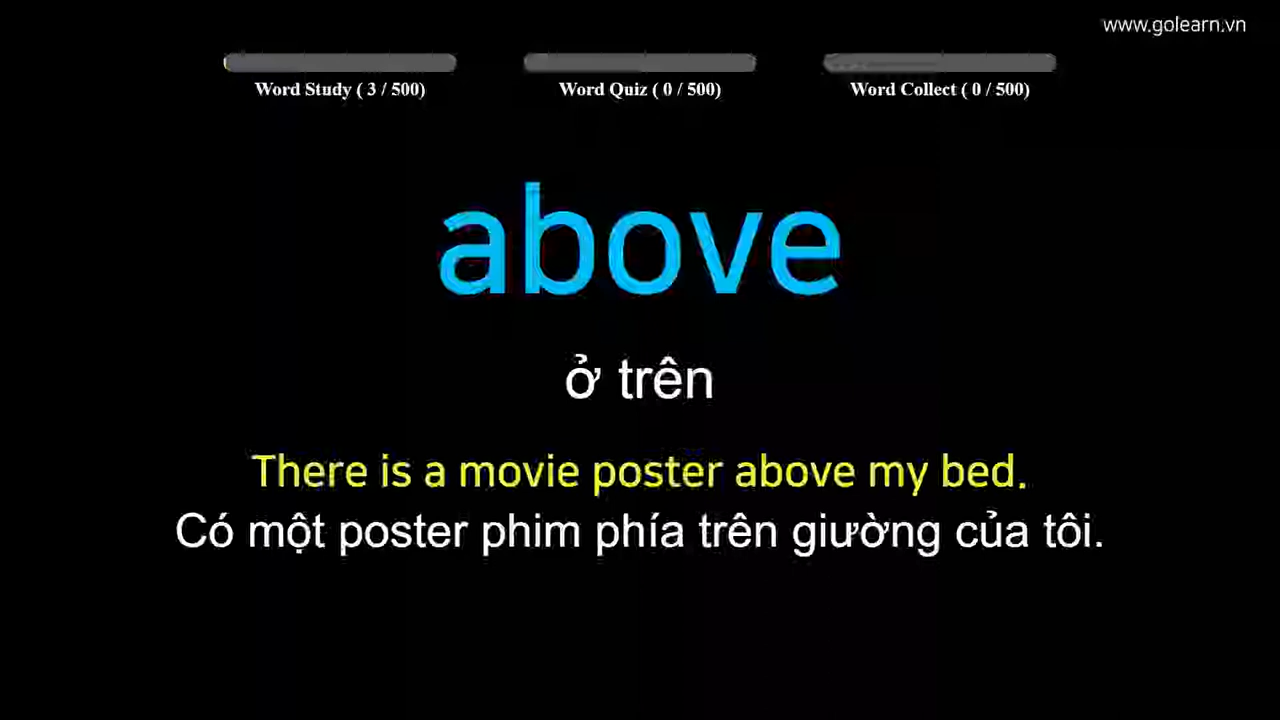 www.golearn.vn
Word Study ( 3 / 500)
Word Quiz ( 0 / 500)
Word Collect ( 0 / 500)
above
ở trên
There is a movie poster above my bed.
Có một poster phim phía trên giường của tôi.